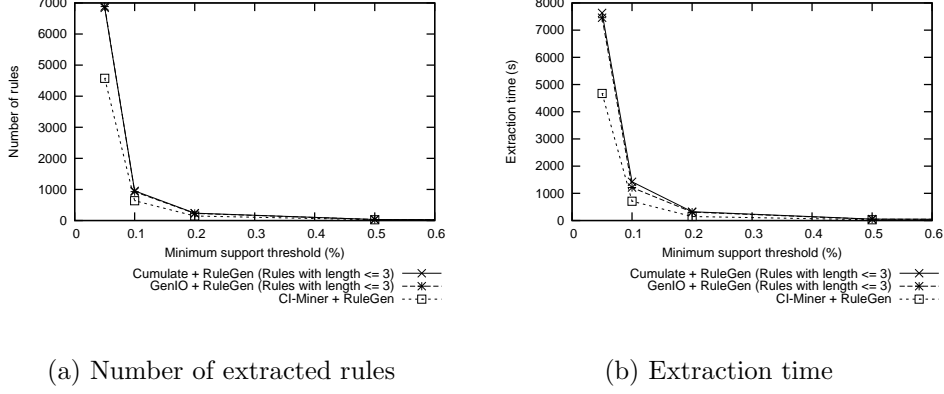 7000
6000
5000
4000
3000
2000
1000
0
Number of rules
0 0.1 0.2 0.3 0.4 0.5 0.6
Minimum support threshold (%)
Cumulate + RuleGen (Rules with length <= 3)
GenIO + RuleGen (Rules with length <= 3)
CI-Miner + RuleGen
(a) Number of extracted rules
8000
7000
6000
5000
4000
3000
2000
1000
0
Extraction time (s)
0 0.1 0.2 0.3 0.4 0.5 0.6
Minimum support threshold (%)
Cumulate + RuleGen (Rules with length <= 3)
GenIO + RuleGen (Rules with length <= 3)
CI-Miner + RuleGen
(b) Extraction time